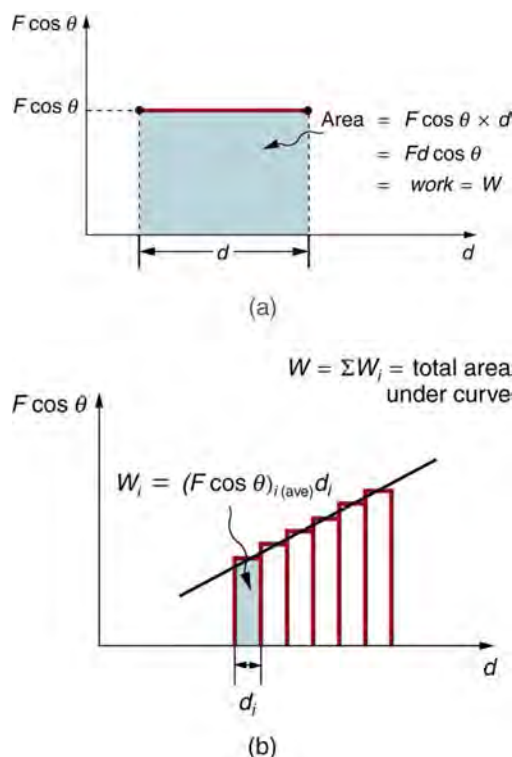 F cos θ
F cos θ
Area = F cos θ × d
= Fd cos θ
= work = W
d
d
(a)
W = ΣWᵢ = total area
under curve
F cos θ
Wᵢ = (F cos θ)ᵢ₍ₐᵥₑ₎dᵢ
d
dᵢ
(b)